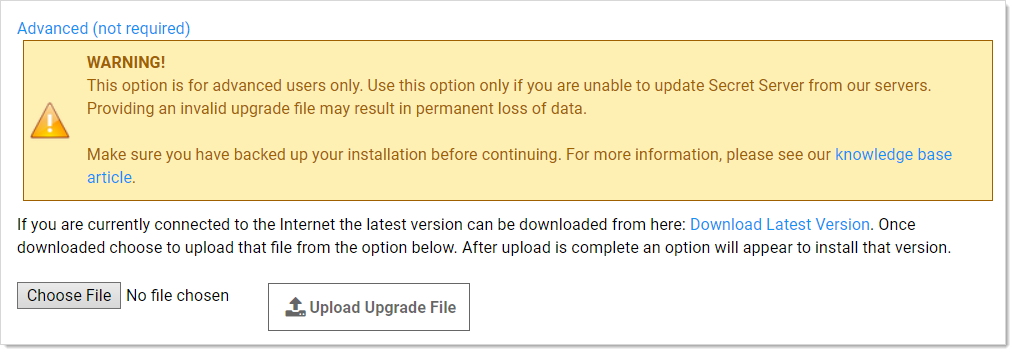 Advanced (not required)
WARNING!
This option is for advanced users only. Use this option only if you are unable to update Secret Server from our servers.
Providing an invalid upgrade file may result in permanent loss of data.
Make sure you have backed up your installation before continuing. For more information, please see our knowledge base
article.
If you are currently connected to the Internet the latest version can be downloaded from here: Download Latest Version. Once
downloaded choose to upload that file from the option below. After upload is complete an option will appear to install that version.
Choose File No file chosen Upload Upgrade File